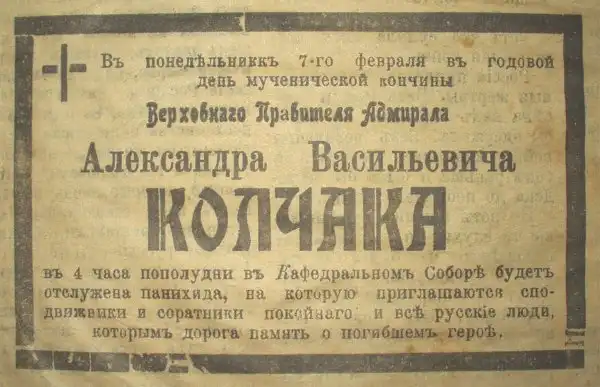 Въ понедѣльникъ 7-го февраля въ годовой
день мученической кончины
Верховнаго Правителя Адмирала
Александра Васильевича
КОЛЧАКА
въ 4 часа пополудни въ Кафедральномъ Соборѣ будетъ
отслужена панихида, на которую приглашаются спо-
движники и соратники покойнаго и всѣ русскіе люди,
которымъ дорога память о погибшемъ героѣ.